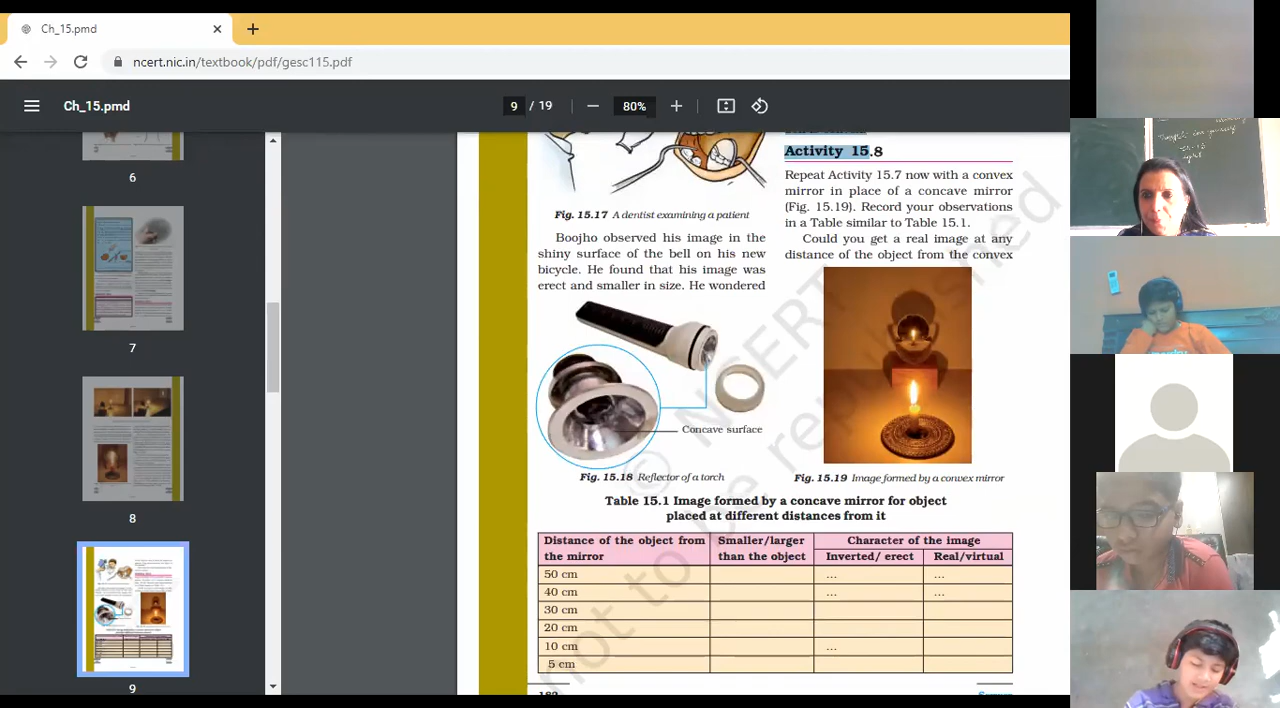 Ch_15.pmd
ncert.nic.in/textbook/pdf/gesc115.pdf
Ch_15.pmd
9 / 19
80%
6
7
8
9
Fig. 15.17 A dentist examining a patient
Boojho observed his image in the
shiny surface of the bell on his new
bicycle. He found that his image was
erect and smaller in size. He wondered
Concave surface
Fig. 15.18 Reflector of a torch
Activity 15.8
Repeat Activity 15.7 now with a convex
mirror in place of a concave mirror
(Fig. 15.19). Record your observations
in a Table similar to Table 15.1.
Could you get a real image at any
distance of the object from the convex
Fig. 15.19 Image formed by a convex mirror
Table 15.1 Image formed by a concave mirror for object
placed at different distances from it
Distance of the object from the mirror Smaller/larger than the object Character of the image
Inverted/ erect Real/virtual
50 cm ... ...
40 cm ... ...
30 cm
20 cm
10 cm ...
5 cm
© NCERT
not to be republished